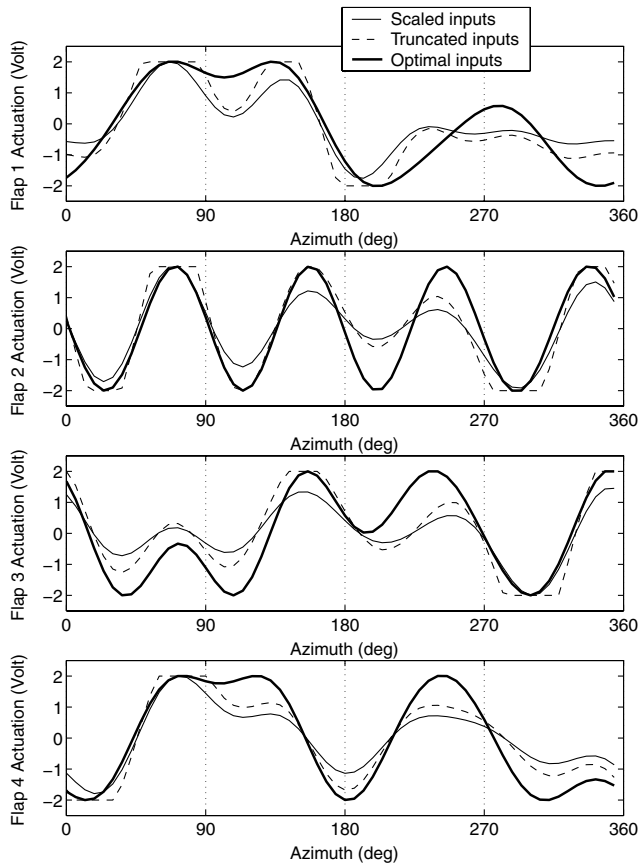 Scaled inputs
Truncated inputs
Optimal inputs
Flap 1 Actuation (Volt)
2
1
0
−1
−2
0 90 180 270 360
Azimuth (deg)
Flap 2 Actuation (Volt)
2
1
0
−1
−2
0 90 180 270 360
Azimuth (deg)
Flap 3 Actuation (Volt)
2
1
0
−1
−2
0 90 180 270 360
Azimuth (deg)
Flap 4 Actuation (Volt)
2
1
0
−1
−2
0 90 180 270 360
Azimuth (deg)